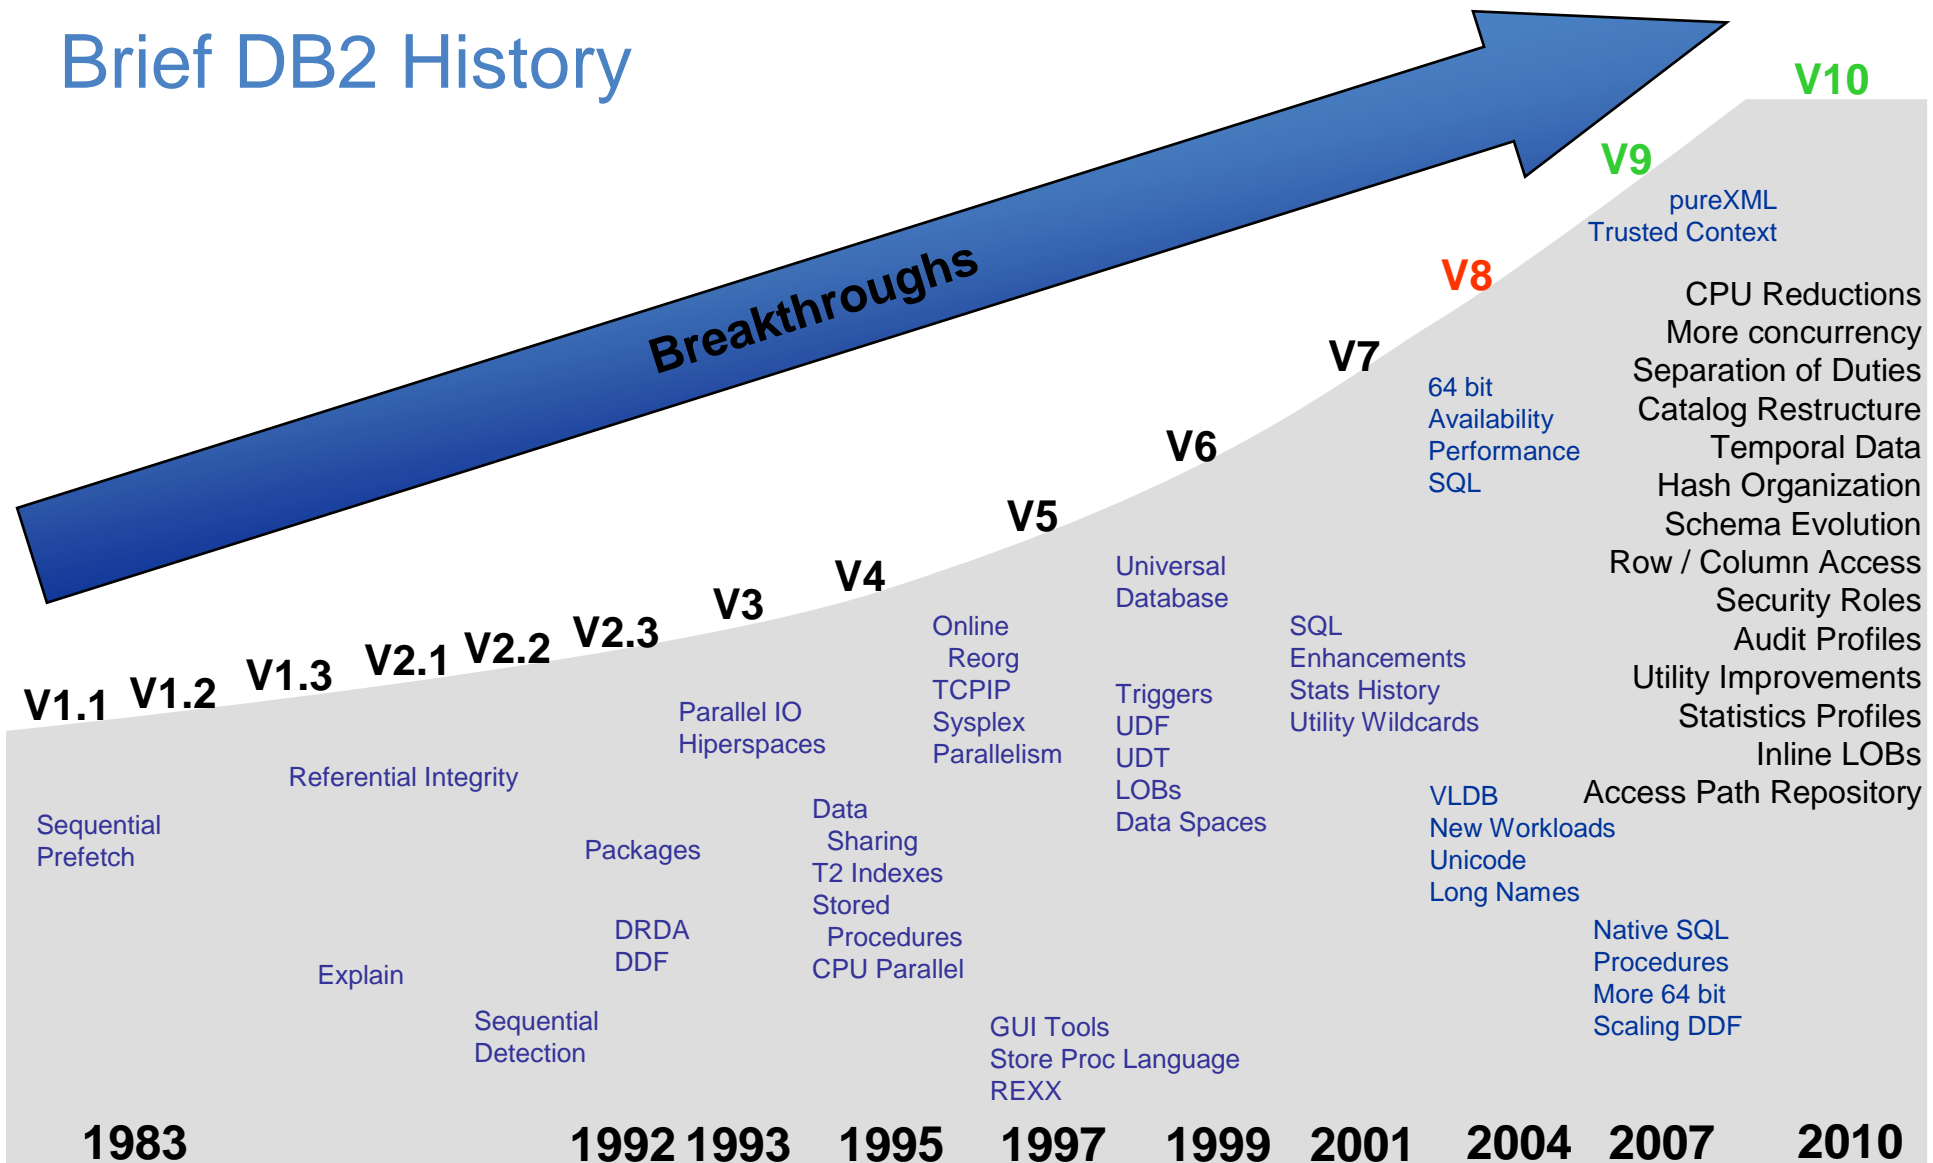 Brief DB2 History
Breakthroughs
V1.1
V1.2
V1.3
V2.1
V2.2
V2.3
V3
V4
V5
V6
V7
V8
V9
V10
Sequential
Prefetch
Referential Integrity
Explain
Sequential
Detection
Packages
DRDA
DDF
Parallel IO
Hiperspaces
Data
Sharing
T2 Indexes
Stored
Procedures
CPU Parallel
Online
Reorg
TCPIP
Sysplex
Parallelism
GUI Tools
Store Proc Language
REXX
Universal
Database
Triggers
UDF
UDT
LOBs
Data Spaces
SQL
Enhancements
Stats History
Utility Wildcards
64 bit
Availability
Performance
SQL
VLDB
New Workloads
Unicode
Long Names
pureXML
Trusted Context
Native SQL
Procedures
More 64 bit
Scaling DDF
CPU Reductions
More concurrency
Separation of Duties
Catalog Restructure
Temporal Data
Hash Organization
Schema Evolution
Row / Column Access
Security Roles
Audit Profiles
Utility Improvements
Statistics Profiles
Inline LOBs
Access Path Repository
1983
1992
1993
1995
1997
1999
2001
2004
2007
2010